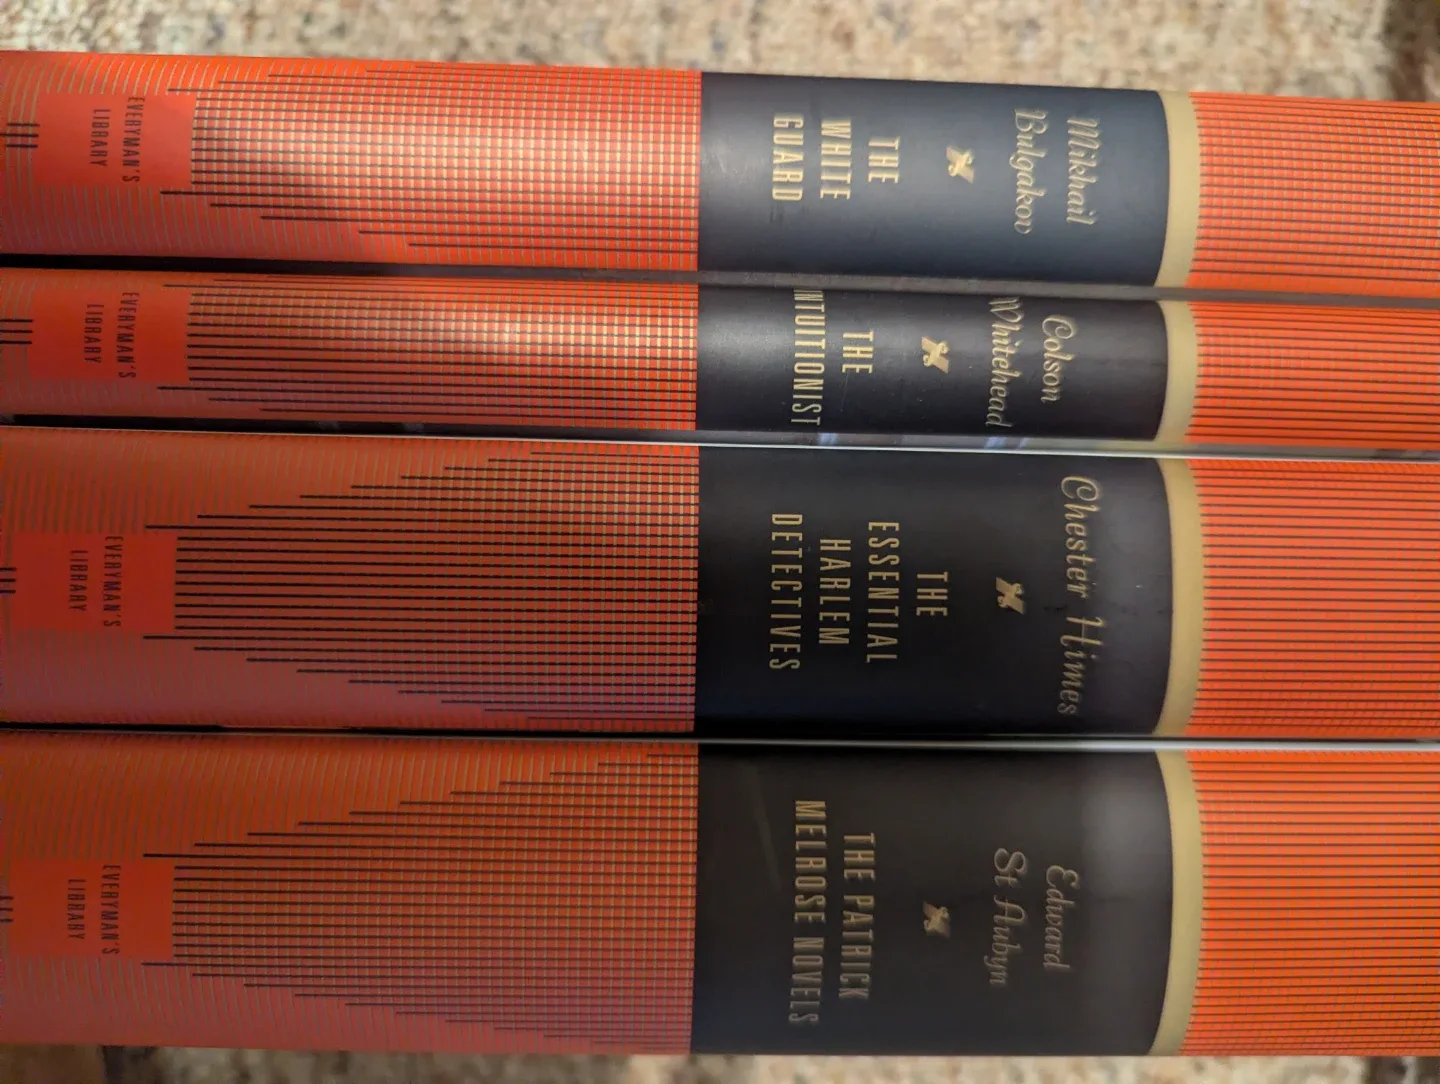 Mikhail
Bulgakov
THE
WHITE
GUARD
EVERYMAN'S
LIBRARY
Colson
Whitehead
THE
INTUITIONIST
EVERYMAN'S
LIBRARY
Chester Himes
THE
ESSENTIAL
HARLEM
DETECTIVES
EVERYMAN'S
LIBRARY
Edward
St Aubyn
THE PATRICK
MELROSE NOVELS
EVERYMAN'S
LIBRARY